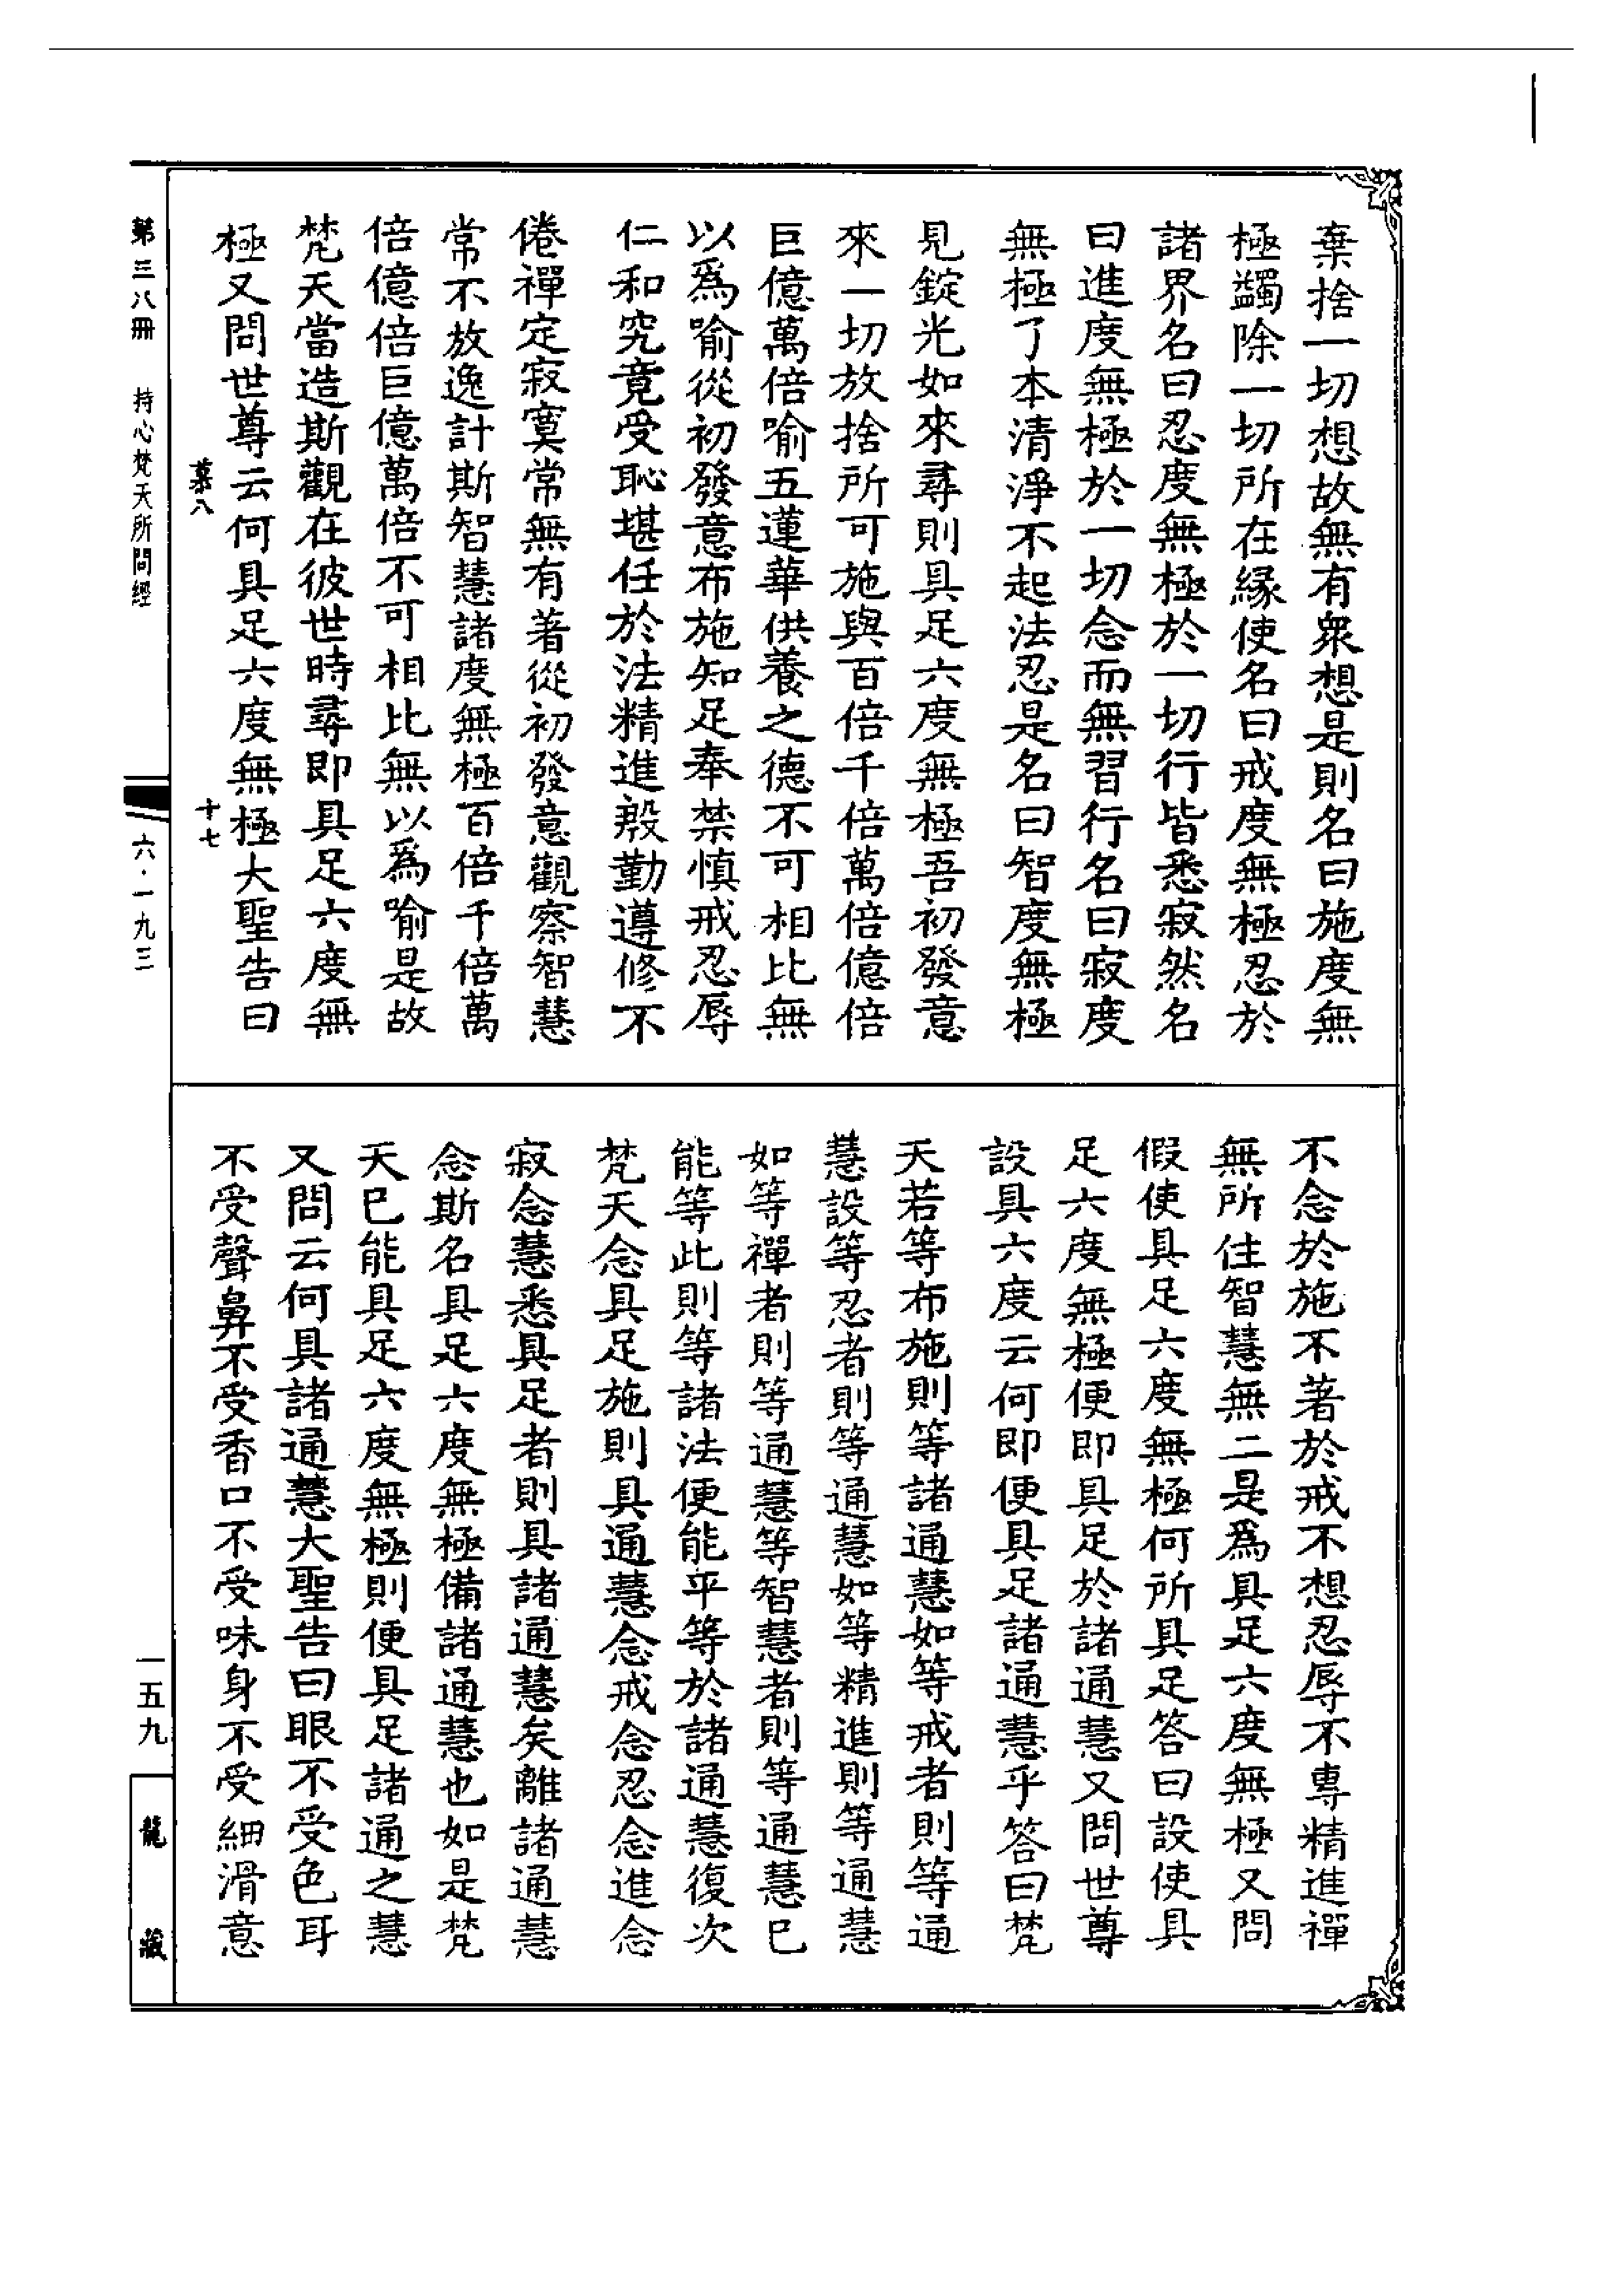 棄捨一切想故無有衆想是則名曰施度無
極蠲除一切所在緣使名曰戒度無極忍於
諸界名曰忍度無極於一切行皆悉寂然名
曰進度無極於一切念而無習行名曰寂度
無極了本清淨不起法忍是名曰智度無極
見錠光如來尋則具足六度無極吾初發意
來一切放捨所可施與百倍千倍萬倍億倍
巨億萬倍喻五蓮華供養之德不可相比無
以爲喻從初發意布施知足奉禁慎戒忍辱
仁和究竟受恥堪任於法精進殷勤遵修不
倦禪定寂寞常無有著從初發意觀察智慧
常不放逸計斯智慧諸度無極百倍千倍萬
倍億倍巨億萬倍不可相比無以爲喻是故
梵天當造斯觀在彼世時尋即具足六度無
極又問世尊云何具足六度無極大聖告曰
慕八 十七
不念於施不著於戒不想忍辱不專精進禪
無所住智慧無二是爲具足六度無極又問
假使具足六度無極何所具足答曰設使具
足六度無極便即具足於諸通慧又問世尊
設具六度云何即便具足諸通慧乎答曰梵
天若等布施則等諸通慧如等戒者則等通
慧設等忍者則等通慧如等精進則等通慧
如等禪者則等通慧等智慧者則等通慧已
能等此則等諸法便能平等於諸通慧復次
梵天念具足施則具通慧念戒念忍念進念
寂念慧悉具足者則具諸通慧矣離諸通慧
念斯名具足六度無極備諸通慧也如是梵
天已能具足六度無極則便具足諸通之慧
又問云何具諸通慧大聖告曰眼不受色耳
不受聲鼻不受香口不受味身不受細滑意
第三八冊 持心梵天所問經
六·一九三
一五九
龍藏